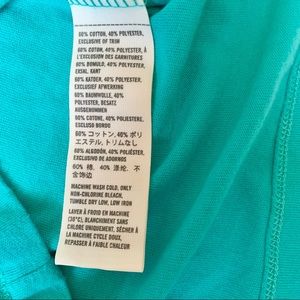 60% COTTON, 40% POLYESTER,
EXCLUSIVE OF TRIM
60% COTON, 40% POLYESTER, À
L'EXCLUSION DES GARNITURES
60% BOMULD, 40% POLYESTER,
EKSKL. KANT
60% KATOEN, 40% POLYESTER,
EXCLUSIEF AFWERKING
60% BAUMWOLLE, 40%
POLYESTER, BESATZ
AUSGENOMMEN
60% COTONE, 40% POLIESTERE,
ESCLUSO BORDO
60% コットン, 40% ポリ
エステル, トリムなし
60% ALGODÓN, 40% POLIÉSTER,
EXCLUSIVO DE ADORNOS
60% 棉, 40% 涤纶, 不
含饰边
MACHINE WASH COLD, ONLY
NON-CHLORINE BLEACH,
TUMBLE DRY LOW, LOW IRON
LAVER À FROID EN MACHINE
(30°C), BLANCHIMENT SANS
CHLORE UNIQUEMENT, SÉCHER À
LA MACHINE CYCLE DOUX,
REPASSER À FAIBLE CHALEUR